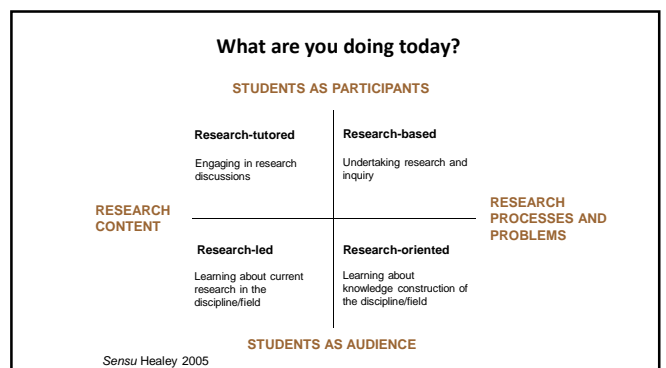 What are you doing today?
STUDENTS AS PARTICIPANTS
Research-tutored
Engaging in research
discussions
Research-based
Undertaking research and
inquiry
RESEARCH
CONTENT
RESEARCH
PROCESSES AND
PROBLEMS
Research-led
Learning about current
research in the
discipline/field
Research-oriented
Learning about
knowledge construction of
the discipline/field
STUDENTS AS AUDIENCE
Sensu Healey 2005